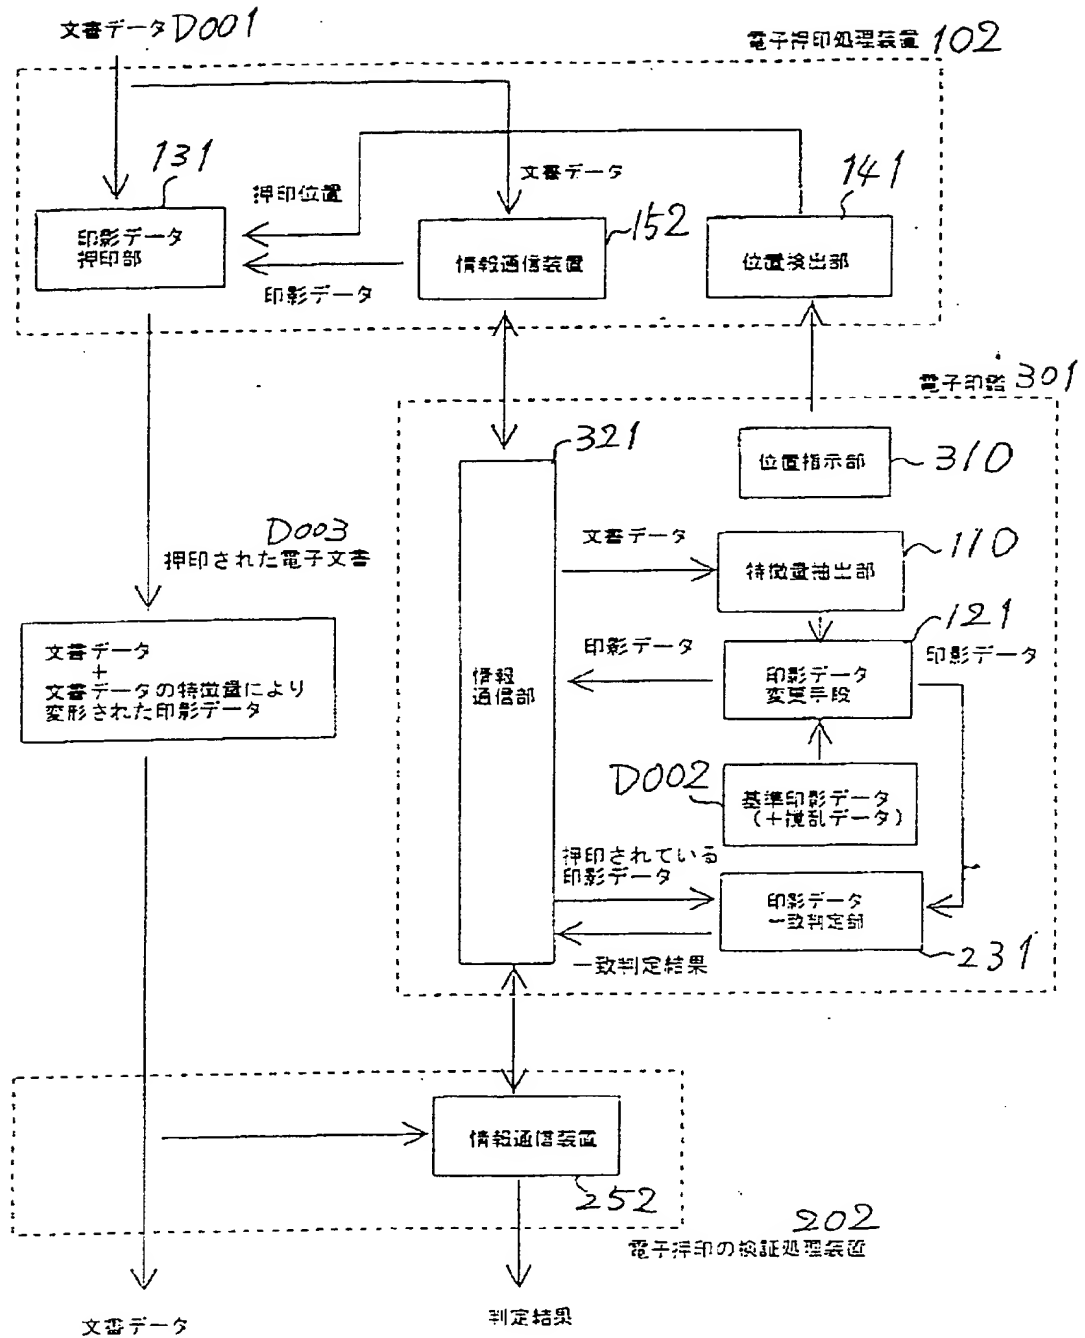 文書データ D001
電子押印処理装置 102
131
押印位置
文書データ
141
印影データ
押印部
152
情報通信装置
位置検出部
印影データ
電子印鑑 301
321
位置指示部
310
D003
押印された電子文書
文書データ
110
特徴量抽出部
121
文書データ
+
文書データの特徴量により
変形された印影データ
情報
通信部
印影データ
印影データ
変更手段
印影データ
D002
基準印影データ
(+攪乱データ)
押印されている
印影データ
印影データ
一致判定部
一致判定結果
231
情報通信装置
252
202
電子押印の検証処理装置
文書データ
判定結果